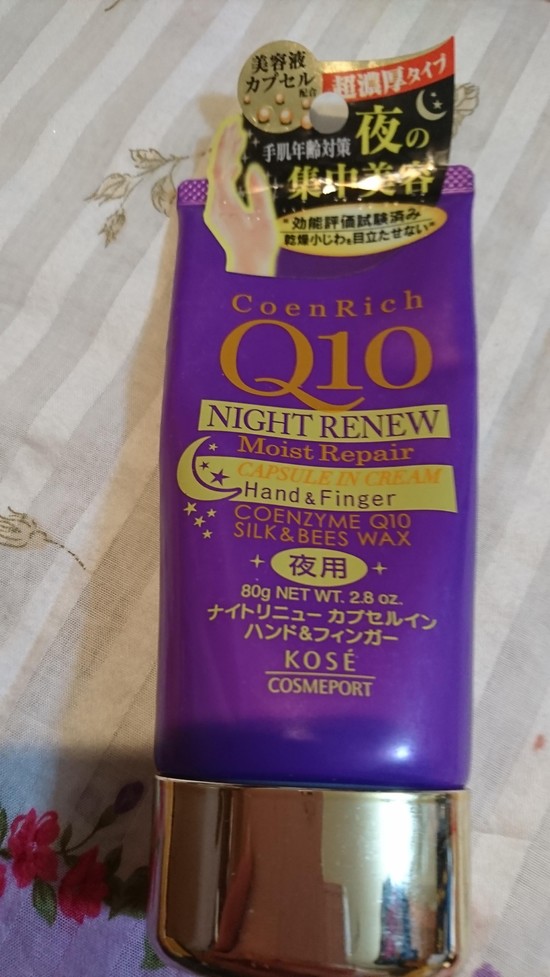 美容液
カプセル
配合
超濃厚タイプ
手肌年齢対策
夜の
集中美容
"効能評価試験済み
乾燥小じわを目立たせない"
CoenRich
Q10
NIGHT RENEW
Moist Repair
CAPSULE IN CREAM
Hand&Finger
COENZYME Q10
SILK&BEES WAX
夜用
80g NET WT. 2.8 oz.
ナイトリニュー カプセルイン
ハンド&フィンガー
KOSÉ
COSMEPORT